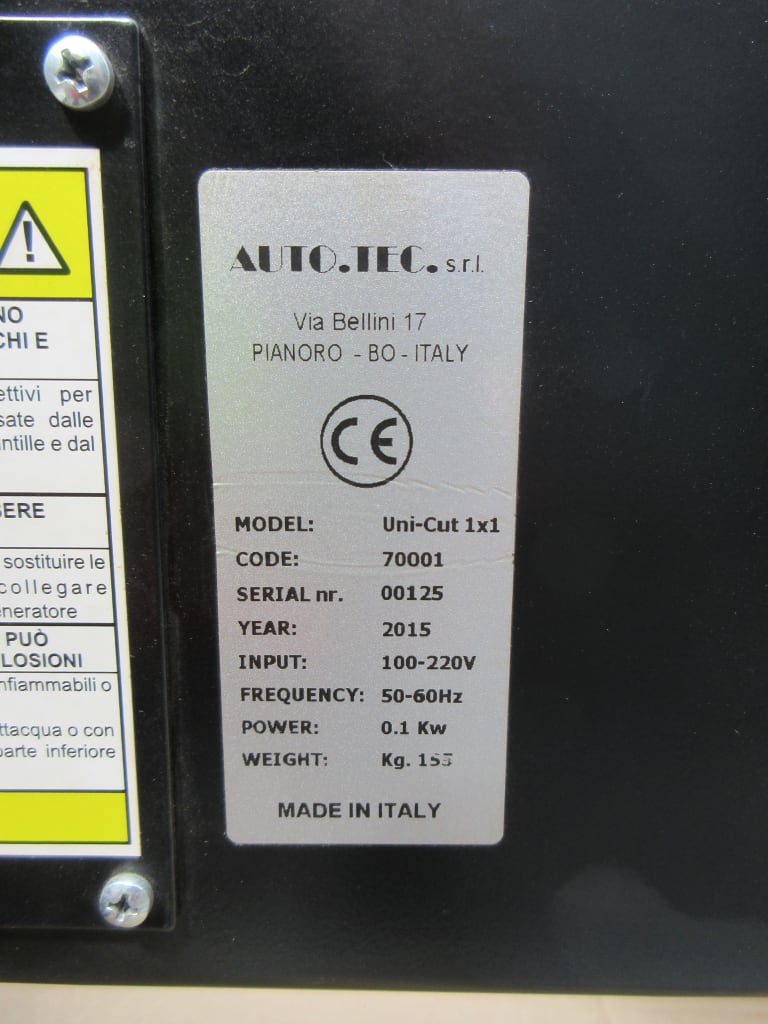 !
NO
CHI E
ettivi per
sate dalle
ntille e dal
SERE
sostituire le
collegare
neratore
PUÒ
LOSIONI
nfiammabili o
ttacqua o con
parte inferiore
AUTO.TEC. s.r.l.
Via Bellini 17
PIANORO - BO - ITALY
CE
MODEL: Uni-Cut 1x1
CODE: 70001
SERIAL nr. 00125
YEAR: 2015
INPUT: 100-220V
FREQUENCY: 50-60Hz
POWER: 0.1 Kw
WEIGHT: Kg.
MADE IN ITALY